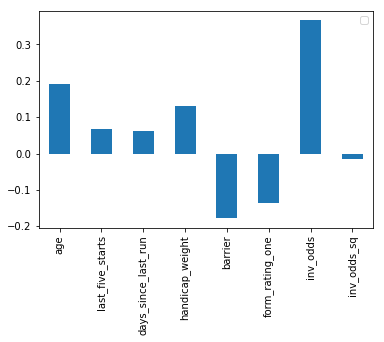 0.3
0.2
0.1
0.0
−0.1
−0.2
age
last_five_starts
days_since_last_run
handicap_weight
barrier
form_rating_one
inv_odds
inv_odds_sq